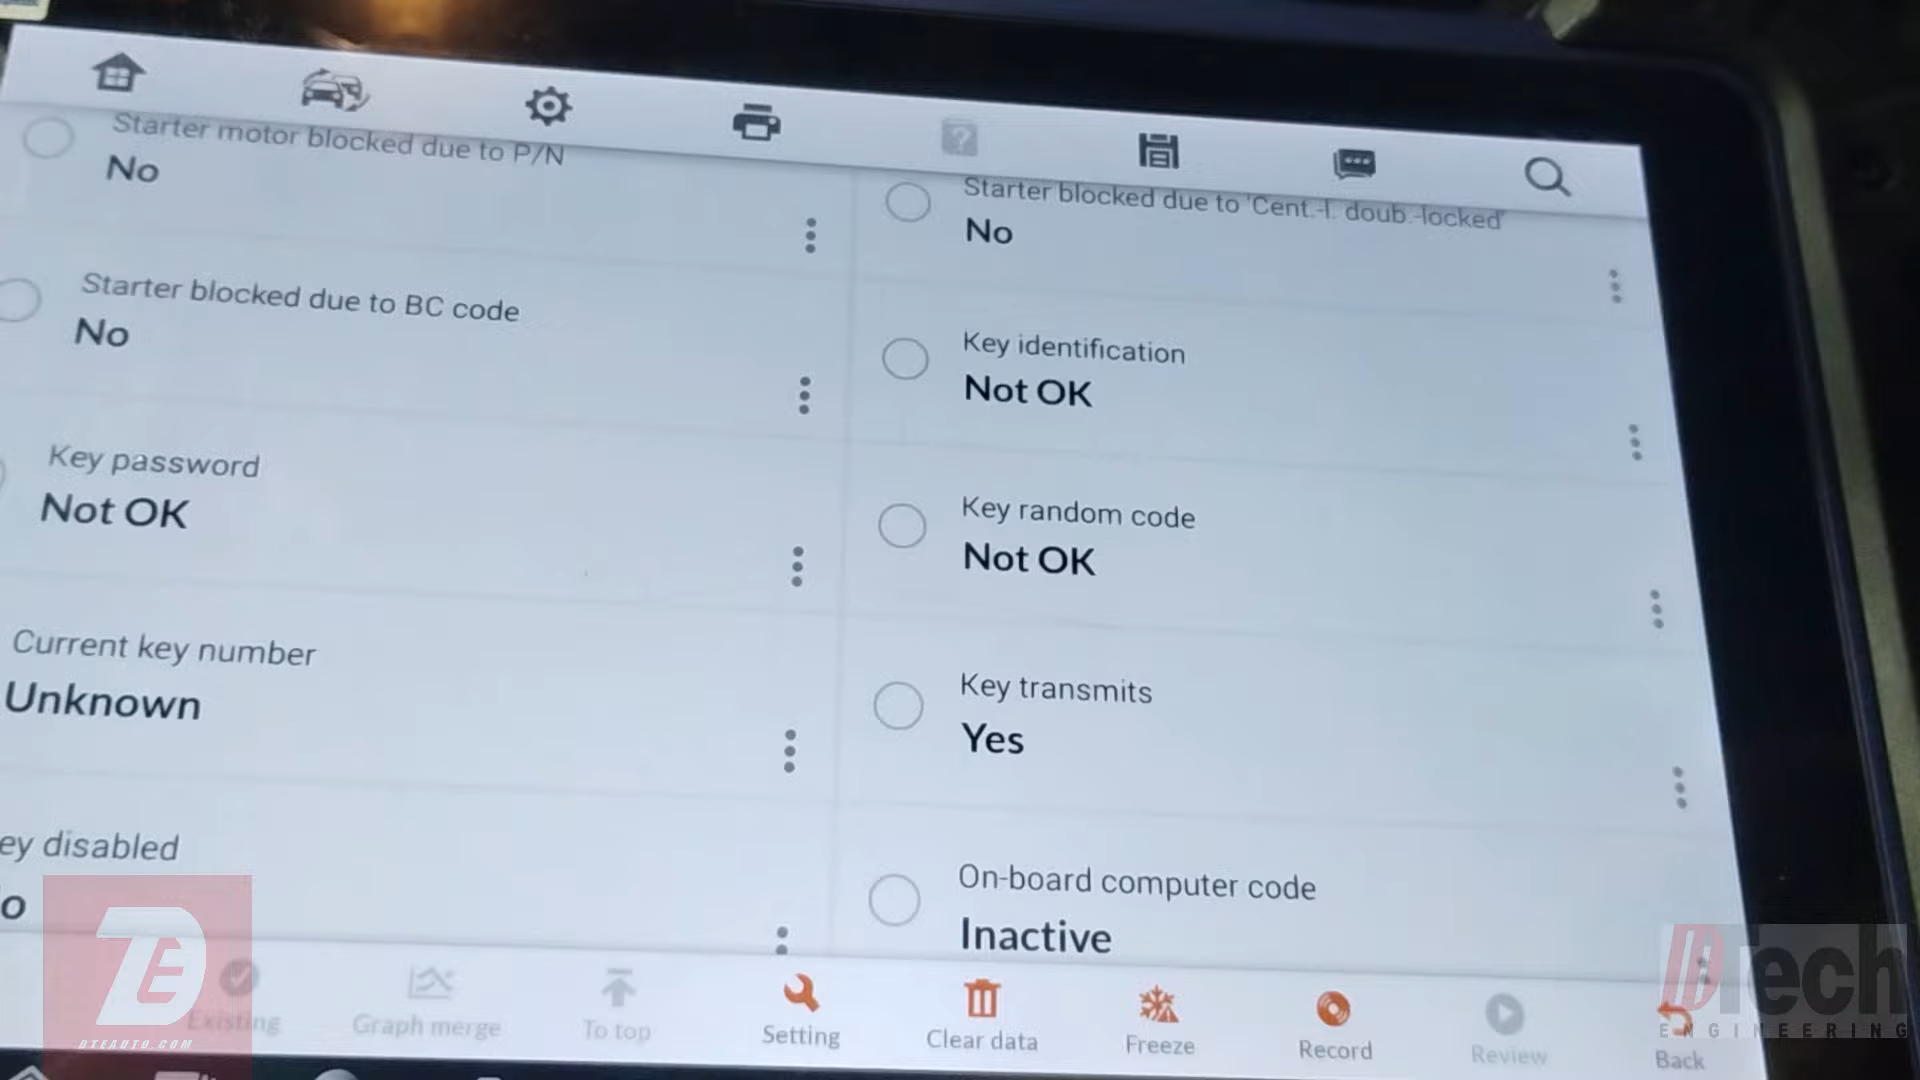 Starter motor blocked due to P/N
No
Starter blocked due to 'Cent.-l. doub.-locked'
No
Starter blocked due to BC code
No
Key identification
Not OK
Key password
Not OK
Key random code
Not OK
Current key number
Unknown
Key transmits
Yes
ey disabled
o
On-board computer code
Inactive
Existing
Graph merge
To top
Setting
Clear data
Freeze
Record
Review
Back
DE
DTEAUTO.COM
DTech
ENGINEERING